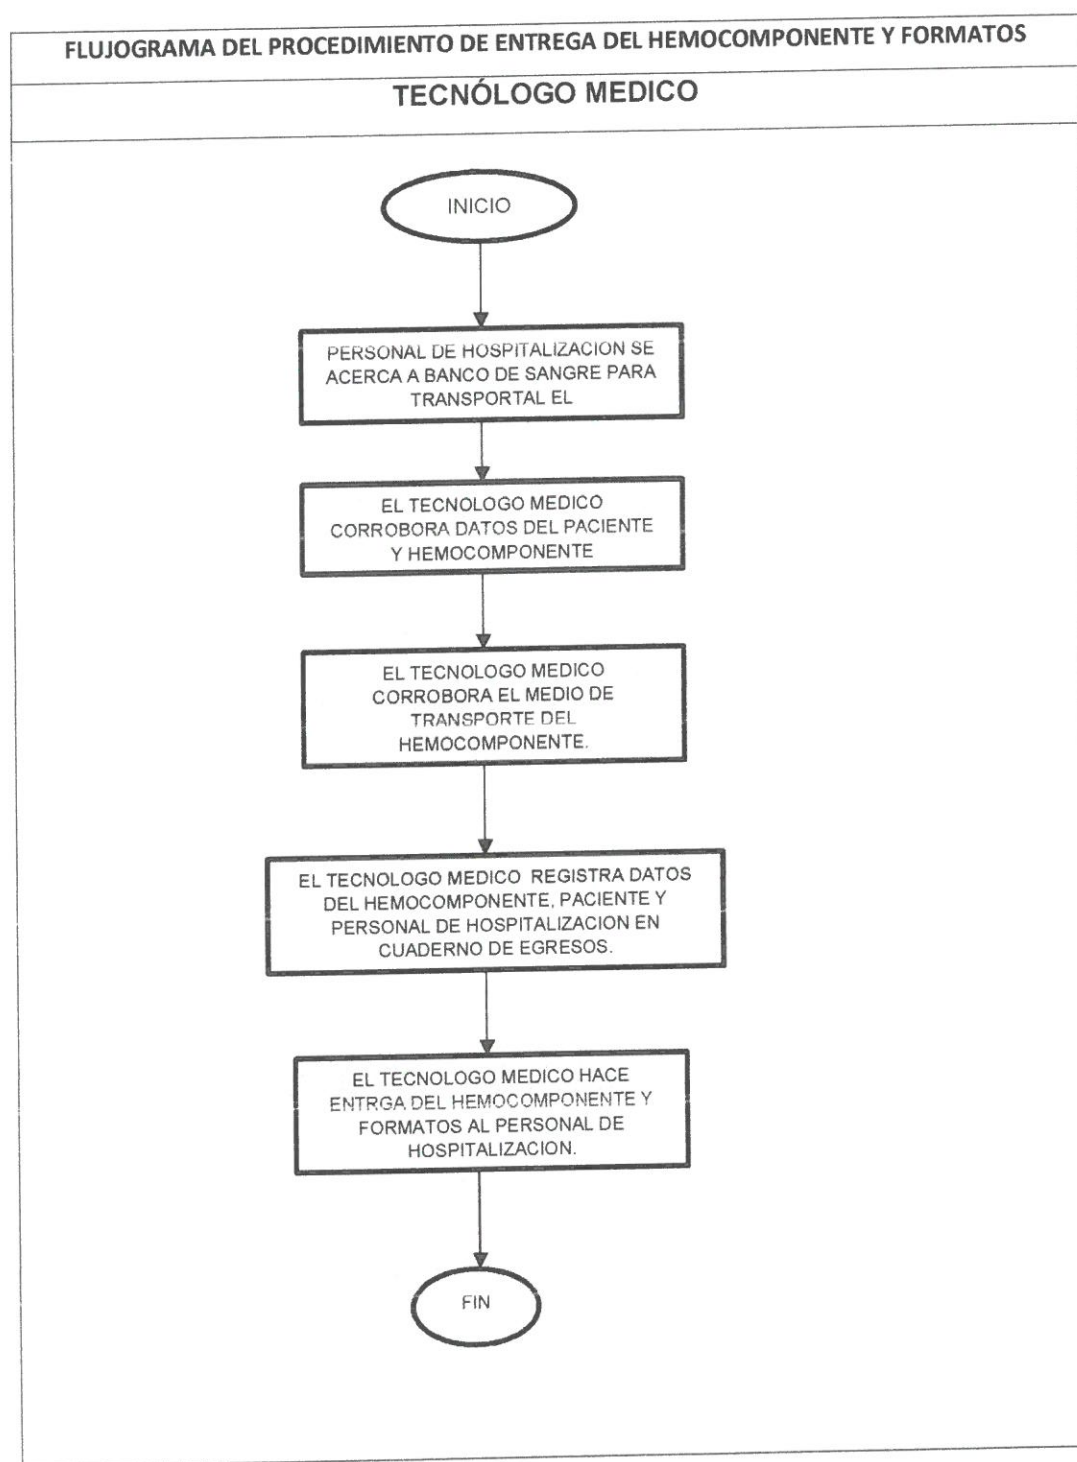 FLUJOGRAMA DEL PROCEDIMIENTO DE ENTREGA DEL HEMOCOMPONENTE Y FORMATOS
TECNÓLOGO MEDICO
INICIO
PERSONAL DE HOSPITALIZACION SE
ACERCA A BANCO DE SANGRE PARA
TRANSPORTAL EL
EL TECNOLOGO MEDICO
CORROBORA DATOS DEL PACIENTE
Y HEMOCOMPONENTE
EL TECNOLOGO MEDICO
CORROBORA EL MEDIO DE
TRANSPORTE DEL
HEMOCOMPONENTE.
EL TECNOLOGO MEDICO REGISTRA DATOS
DEL HEMOCOMPONENTE, PACIENTE Y
PERSONAL DE HOSPITALIZACION EN
CUADERNO DE EGRESOS.
EL TECNOLOGO MEDICO HACE
ENTRGA DEL HEMOCOMPONENTE Y
FORMATOS AL PERSONAL DE
HOSPITALIZACION.
FIN